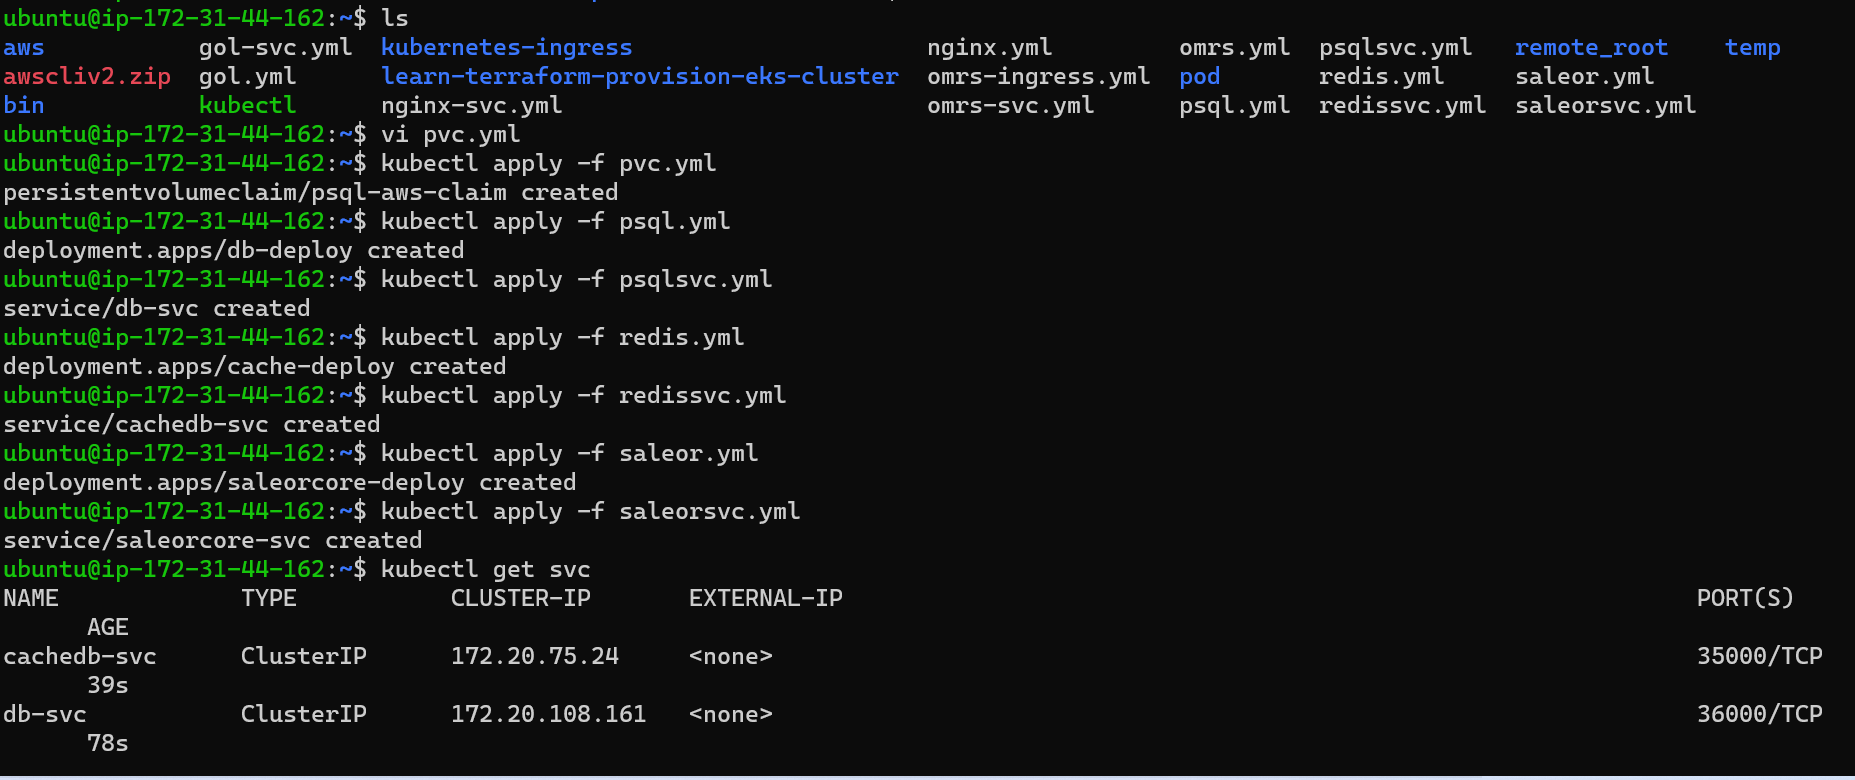 ubuntu@ip-172-31-44-162:~$ ls
aws gol-svc.yml kubernetes-ingress nginx.yml omrs.yml psqlsvc.yml remote_root temp
awscliv2.zip gol.yml learn-terraform-provision-eks-cluster omrs-ingress.yml pod redis.yml saleor.yml
bin kubectl nginx-svc.yml omrs-svc.yml psql.yml redissvc.yml saleorsvc.yml
ubuntu@ip-172-31-44-162:~$ vi pvc.yml
ubuntu@ip-172-31-44-162:~$ kubectl apply -f pvc.yml
persistentvolumeclaim/psql-aws-claim created
ubuntu@ip-172-31-44-162:~$ kubectl apply -f psql.yml
deployment.apps/db-deploy created
ubuntu@ip-172-31-44-162:~$ kubectl apply -f psqlsvc.yml
service/db-svc created
ubuntu@ip-172-31-44-162:~$ kubectl apply -f redis.yml
deployment.apps/cache-deploy created
ubuntu@ip-172-31-44-162:~$ kubectl apply -f redissvc.yml
service/cachedb-svc created
ubuntu@ip-172-31-44-162:~$ kubectl apply -f saleor.yml
deployment.apps/saleorcore-deploy created
ubuntu@ip-172-31-44-162:~$ kubectl apply -f saleorsvc.yml
service/saleorcore-svc created
ubuntu@ip-172-31-44-162:~$ kubectl get svc
NAME TYPE CLUSTER-IP EXTERNAL-IP PORT(S)
AGE
cachedb-svc ClusterIP 172.20.75.24 <none> 35000/TCP
39s
db-svc ClusterIP 172.20.108.161 <none> 36000/TCP
78s